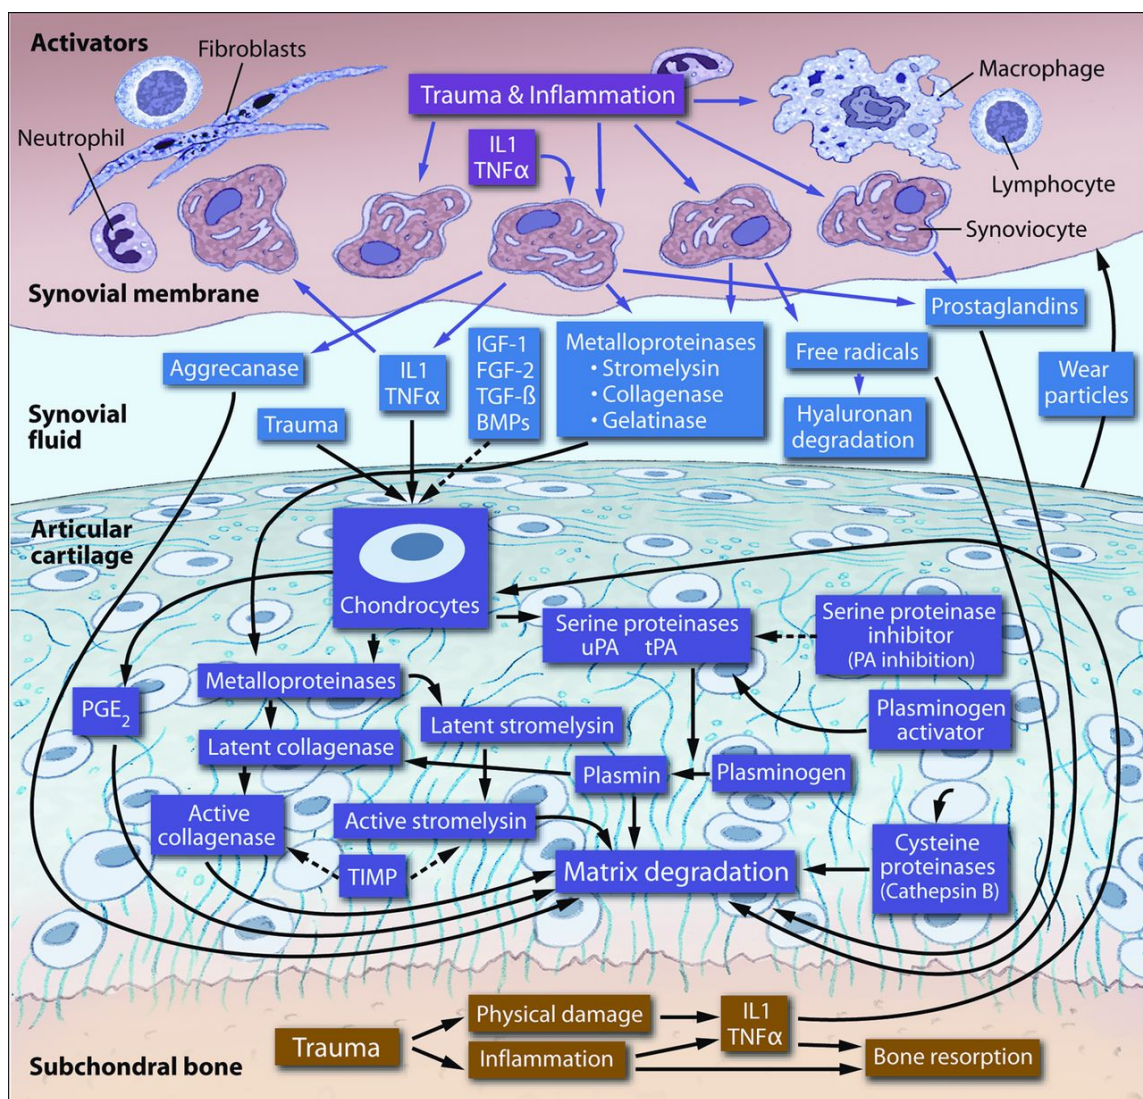 Activators
Fibroblasts
Neutrophil
Trauma & Inflammation
IL1
TNFα
Macrophage
Lymphocyte
Synoviocyte
Synovial membrane
Prostaglandins
Aggrecanase
IL1
TNFα
IGF-1
FGF-2
TGF-ß
BMPs
Metalloproteinases
• Stromelysin
• Collagenase
• Gelatinase
Free radicals
Hyaluronan
degradation
Wear
particles
Synovial
fluid
Trauma
Articular
cartilage
Chondrocytes
Serine proteinases
uPA tPA
Serine proteinase
inhibitor
(PA inhibition)
Metalloproteinases
PGE2
Latent stromelysin
Plasminogen
activator
Latent collagenase
Plasmin
Plasminogen
Active
collagenase
Active stromelysin
TIMP
Matrix degradation
Cysteine
proteinases
(Cathepsin B)
Trauma
Physical damage
Inflammation
IL1
TNFα
Bone resorption
Subchondral bone